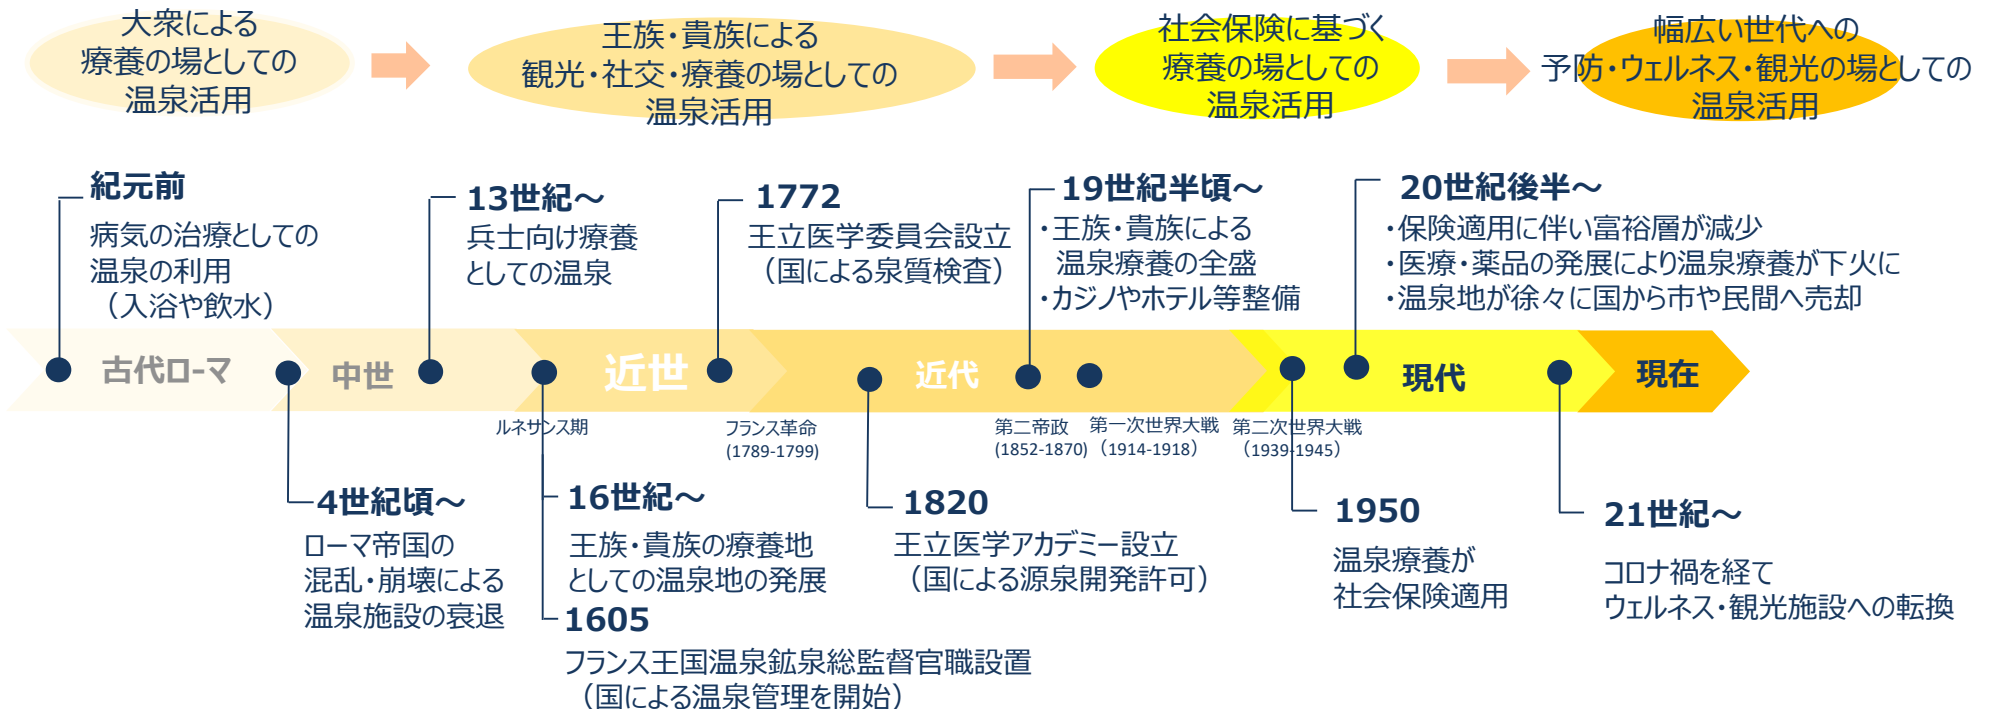 大衆による
療養の場としての
温泉活用
王族・貴族による
観光・社交・療養の場としての
温泉活用
社会保険に基づく
療養の場としての
温泉活用
幅広い世代への
予防・ウェルネス・観光の場としての
温泉活用
紀元前
病気の治療としての
温泉の利用
（入浴や飲水）
13世紀～
兵士向け療養
としての温泉
1772
王立医学委員会設立
（国による泉質検査）
19世紀半頃～
・王族・貴族による
温泉療養の全盛
・カジノやホテル等整備
20世紀後半～
・保険適用に伴い富裕層が減少
・医療・薬品の発展により温泉療養が下火に
・温泉地が徐々に国から市や民間へ売却
古代ローマ
中世
近世
近代
現代
現在
ルネサンス期
フランス革命
(1789-1799)
第二帝政
(1852-1870)
第一次世界大戦
（1914-1918）
第二次世界大戦
（1939-1945）
4世紀頃～
ローマ帝国の
混乱・崩壊による
温泉施設の衰退
16世紀～
王族・貴族の療養地
としての温泉地の発展
1605
フランス王国温泉鉱泉総監督官職設置
（国による温泉管理を開始）
1820
王立医学アカデミー設立
（国による源泉開発許可）
1950
温泉療養が
社会保険適用
21世紀～
コロナ禍を経て
ウェルネス・観光施設への転換